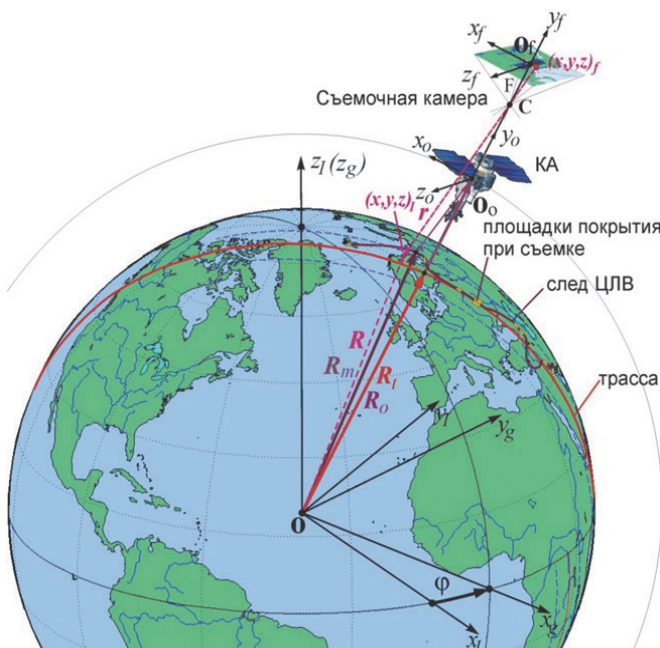 y_f
x_f
O_f
(x,y,z)_f
z_f
F
Съемочная камера
C
y_o
x_o
КА
z_I (z_g)
z_o
(x,y,z)_I
r
O_o
площадки покрытия
при съемке
след ЦЛВ
R
R_m
R_t
R_o
трасса
y_I
y_g
O
φ
x_I
x_g